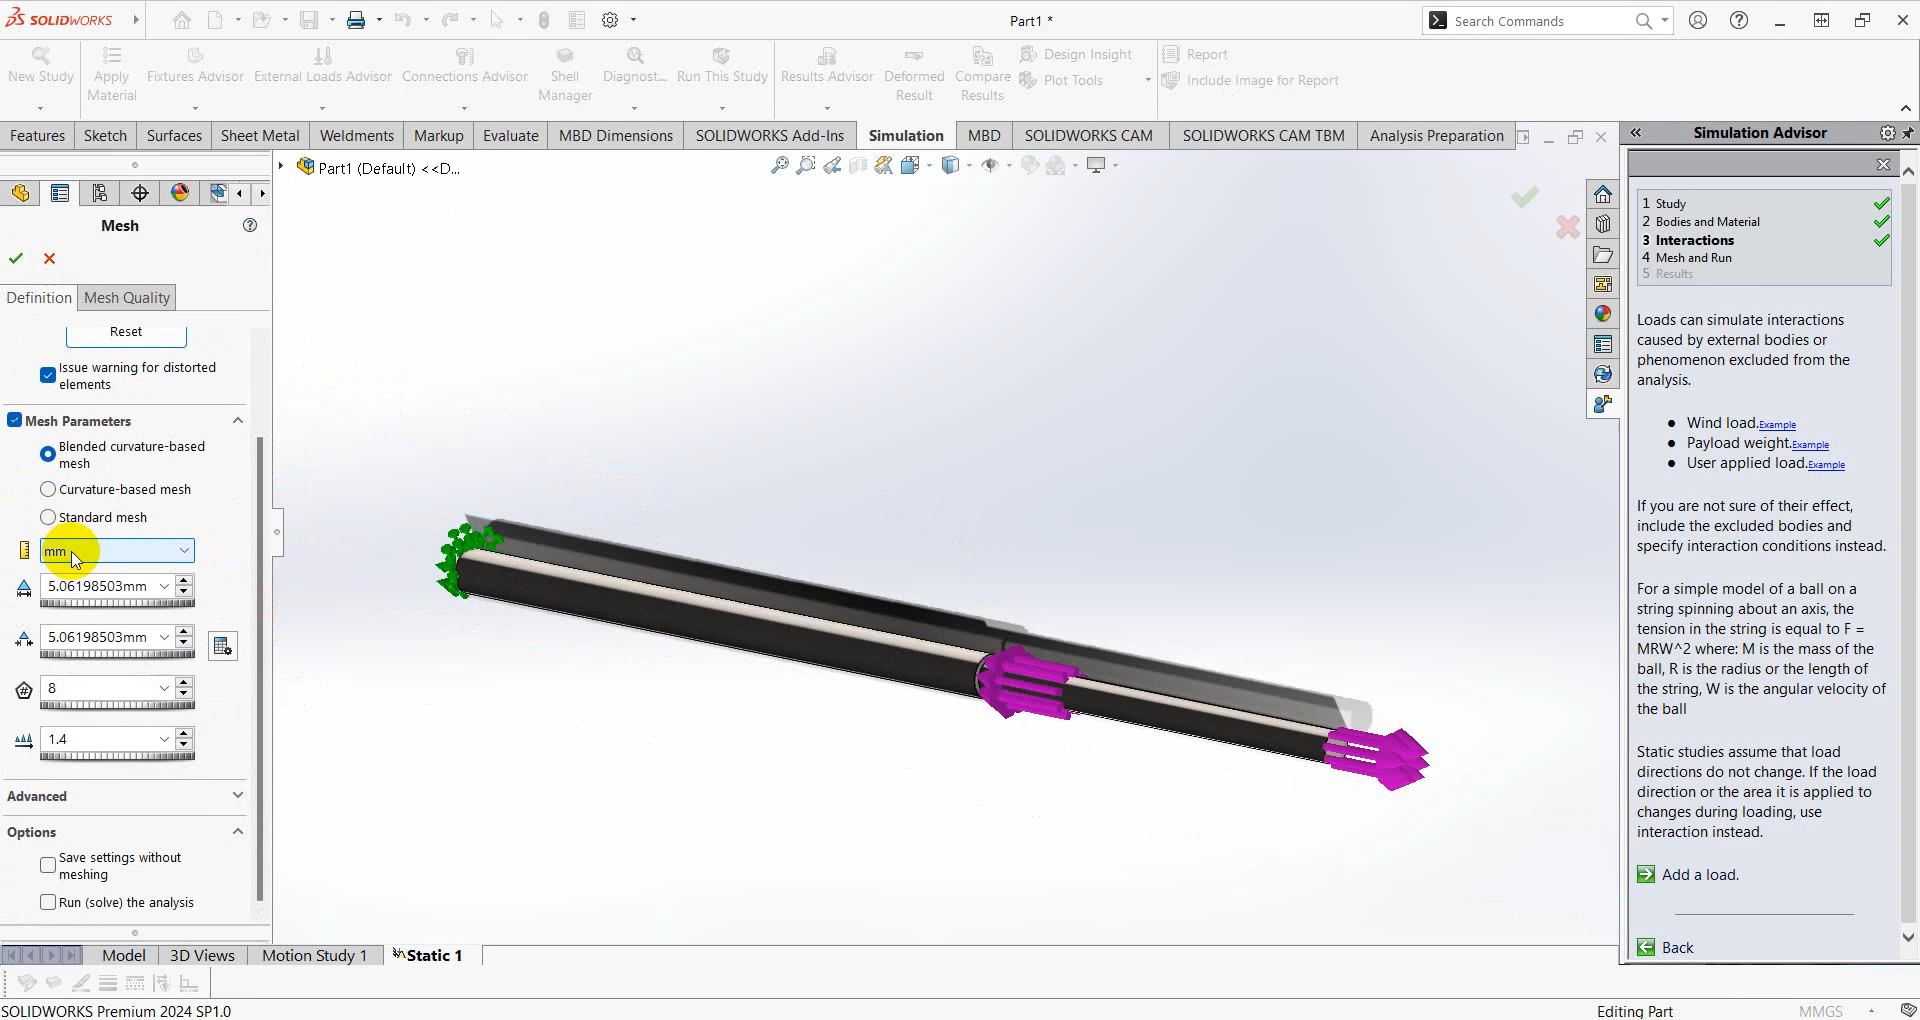 SOLIDWORKS
Part1 *
Search Commands
New Study
Apply
Material
Fixtures Advisor
External Loads Advisor
Connections Advisor
Shell
Manager
Diagnost...
Run This Study
Results Advisor
Deformed
Result
Compare
Results
Design Insight
Plot Tools
Report
Include Image for Report
Features
Sketch
Surfaces
Sheet Metal
Weldments
Markup
Evaluate
MBD Dimensions
SOLIDWORKS Add-Ins
Simulation
MBD
SOLIDWORKS CAM
SOLIDWORKS CAM TBM
Analysis Preparation
Simulation Advisor
Part1 (Default) <<D...
Mesh
Definition
Mesh Quality
Reset
Issue warning for distorted
elements
Mesh Parameters
Blended curvature-based
mesh
Curvature-based mesh
Standard mesh
mm
5.06198503mm
5.06198503mm
8
1.4
Advanced
Options
Save settings without
meshing
Run (solve) the analysis
1 Study
2 Bodies and Material
3 Interactions
4 Mesh and Run
5 Results
Loads can simulate interactions
caused by external bodies or
phenomenon excluded from the
analysis.
• Wind load.Example
• Payload weight.Example
• User applied load.Example
If you are not sure of their effect,
include the excluded bodies and
specify interaction conditions instead.
For a simple model of a ball on a
string spinning about an axis, the
tension in the string is equal to F =
MRW^2 where: M is the mass of the
ball, R is the radius or the length of
the string, W is the angular velocity of
the ball
Static studies assume that load
directions do not change. If the load
direction or the area it is applied to
changes during loading, use
interaction instead.
Add a load.
Back
Model
3D Views
Motion Study 1
Static 1
SOLIDWORKS Premium 2024 SP1.0
Editing Part
MMGS